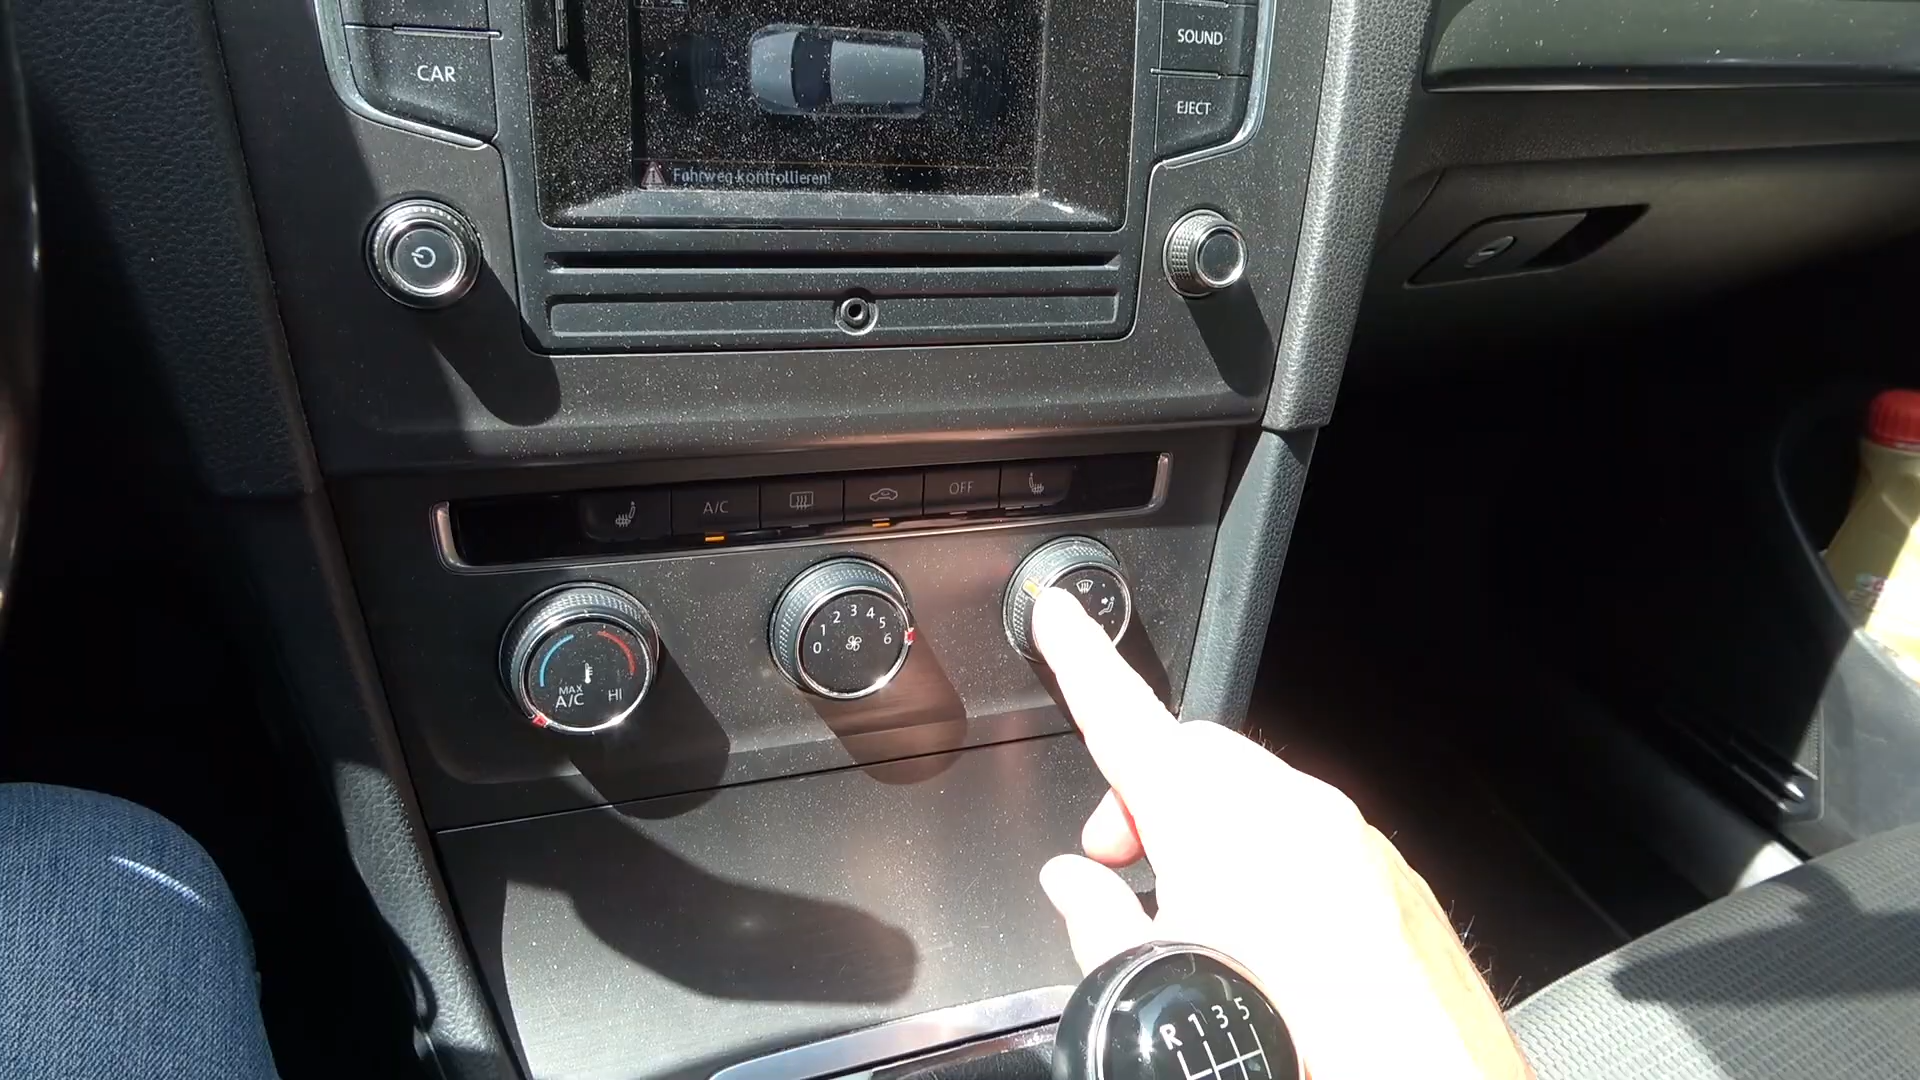 SOUND
CAR
EJECT
Fahrweg kontrollieren!
A/C
OFF
0 1 2 3 4 5 6
MAX
A/C
HI
R 1 3 5